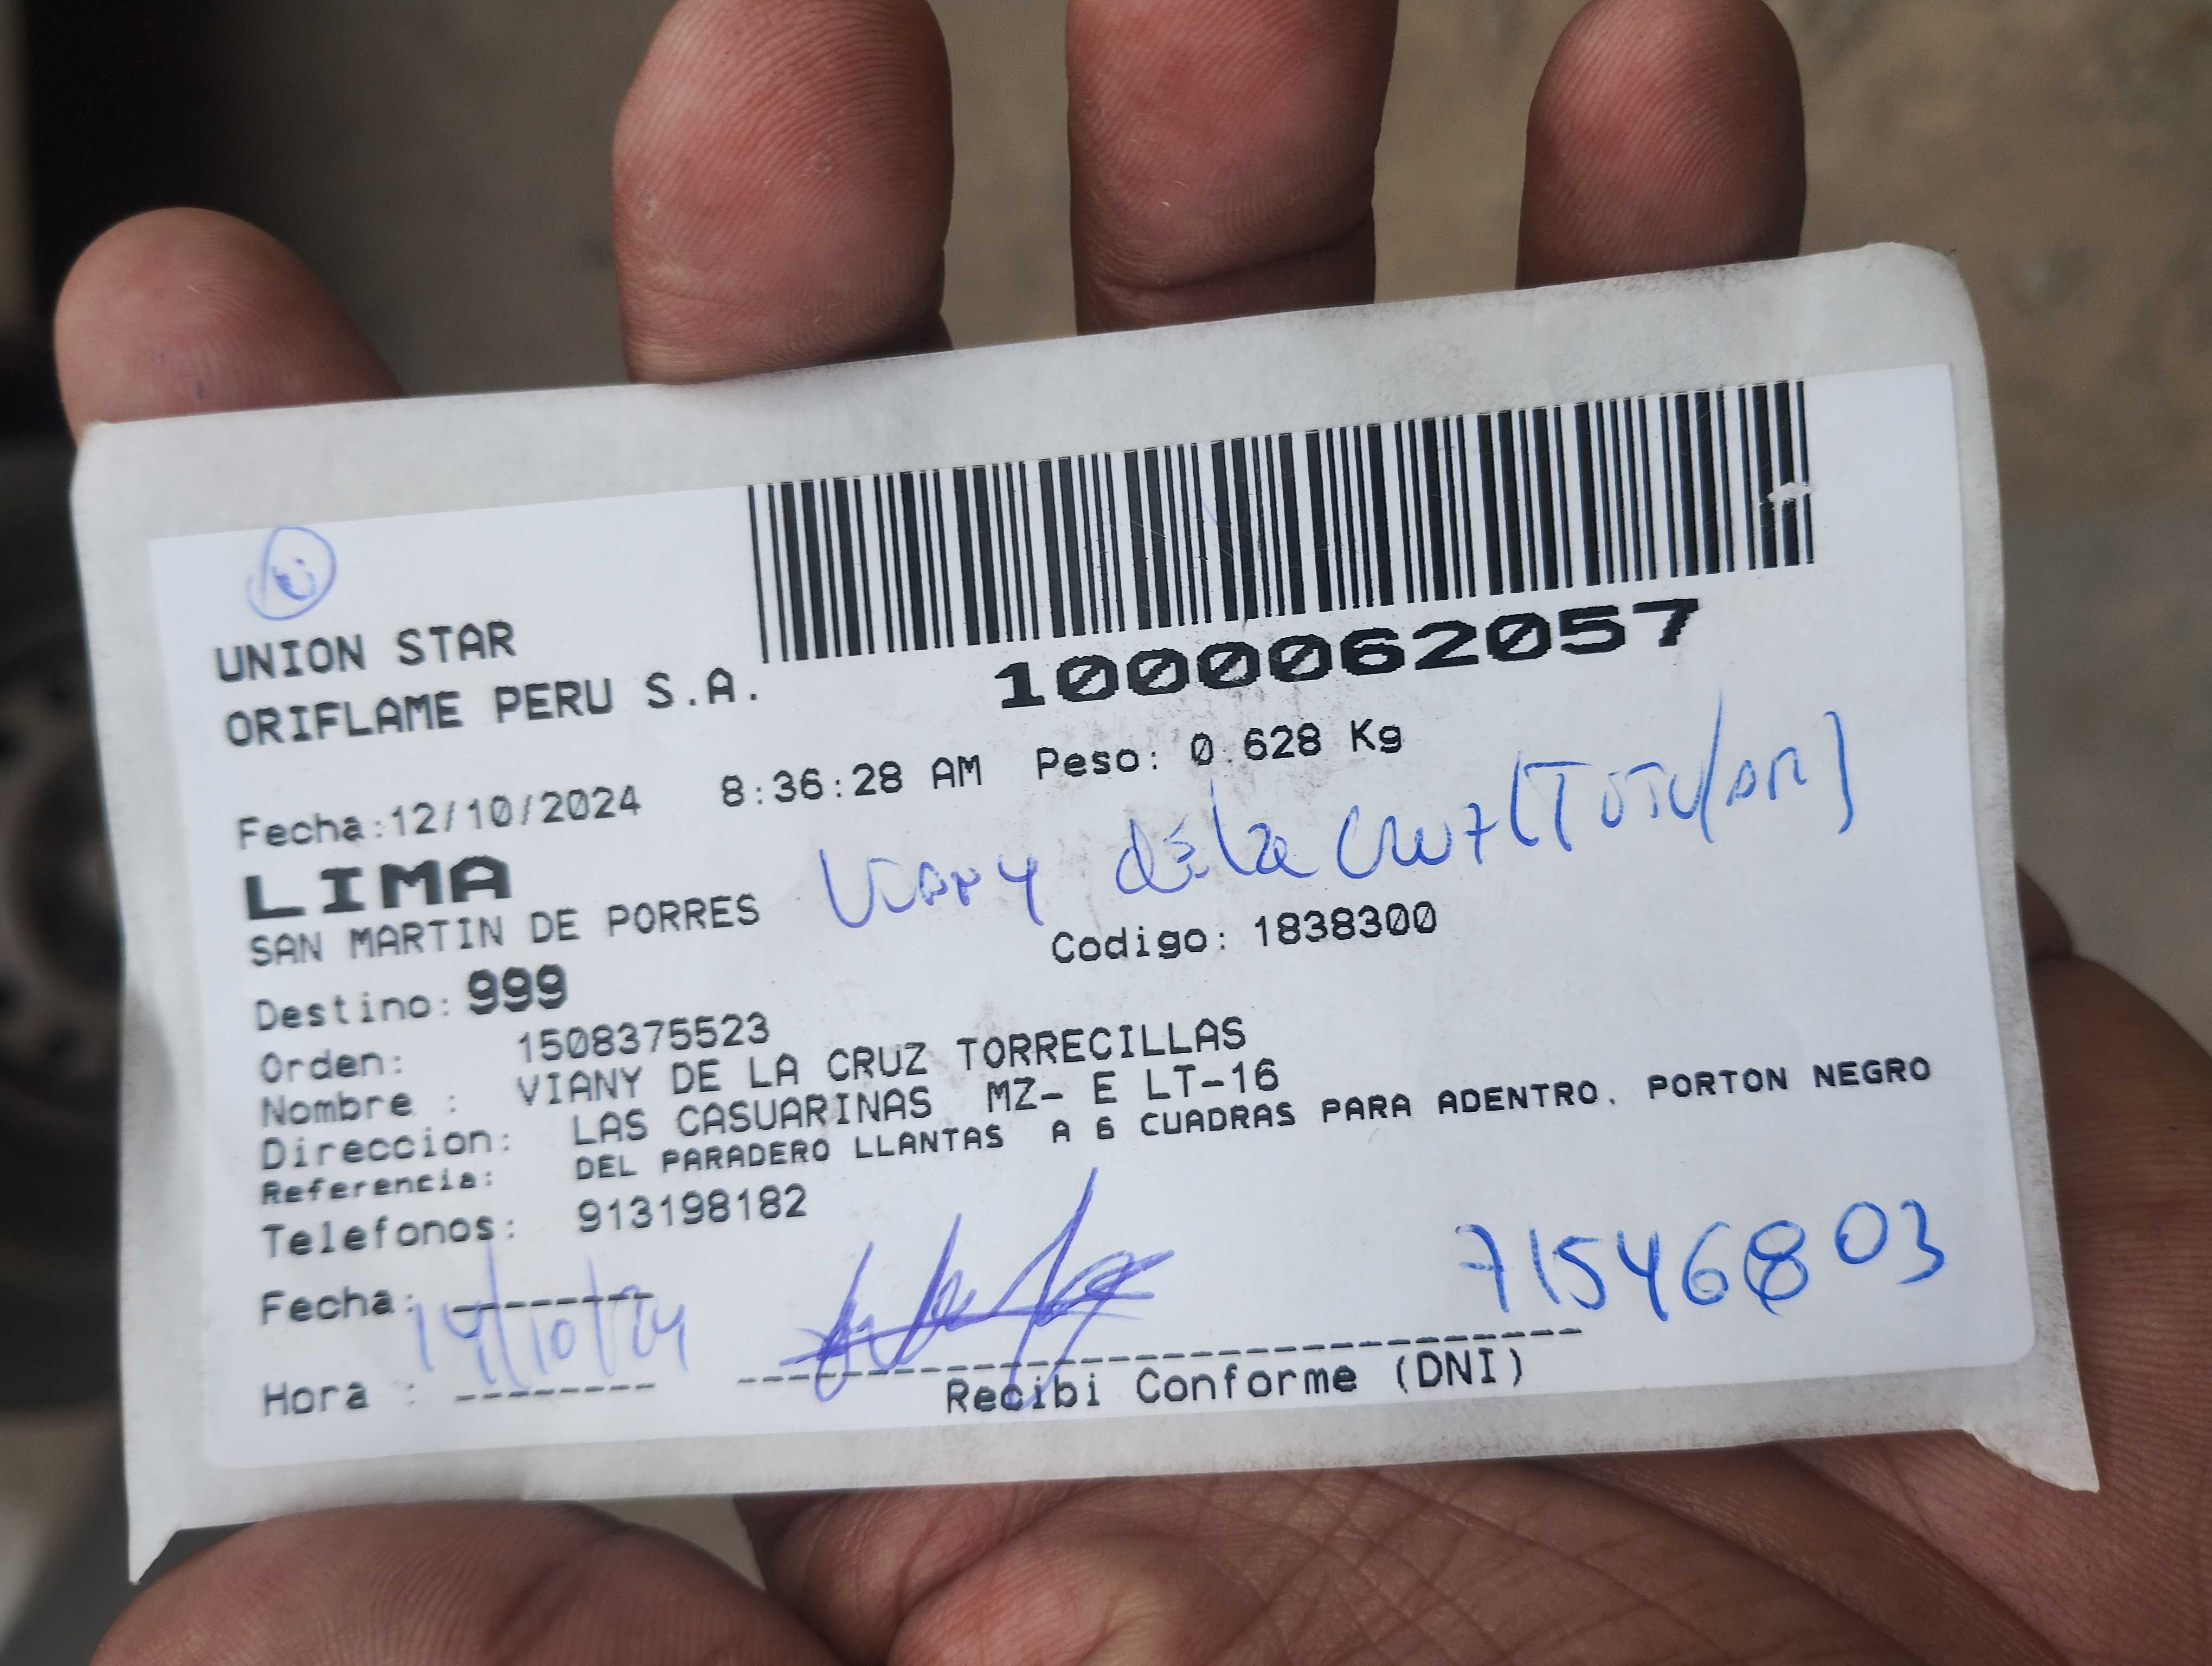 UNION STAR
ORIFLAME PERU S.A.
1000062057
Fecha:12/10/2024 8:36:28 AM Peso: 0.628 Kg
LIMA
Viany de la Cruz (Titular)
SAN MARTIN DE PORRES
Codigo: 1838300
Destino: 999
Orden: 1508375523
Nombre : VIANY DE LA CRUZ TORRECILLAS
Direccion: LAS CASUARINAS MZ- E LT-16
Referencia: DEL PARADERO LLANTAS A 6 CUADRAS PARA ADENTRO. PORTON NEGRO
Telefonos: 913198182
Fecha: 14/10/24
71546803
Hora :
Recibi Conforme (DNI)